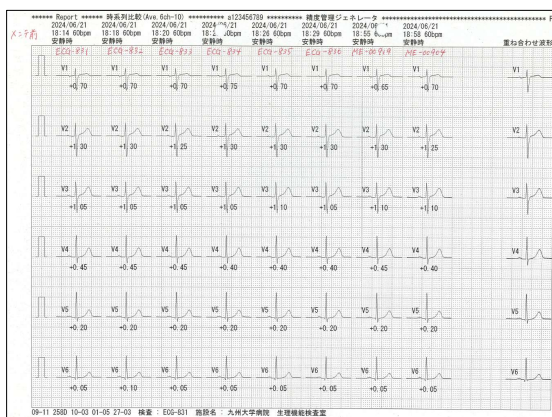 ****** Report ****** 時系列比較(Ave.6ch-10) ********* a123456789 ********* 精度管理ジェネレータ
2024/06/21 2024/06/21 2024/06/21 2024/06/21 2024/06/21 2024/06/21 2024/06/21
メンテ前 18:14 60bpm 18:18 60bpm 18:20 60bpm 18:26 60bpm 18:29 60bpm 18:55 18:58 60bpm
安静時 安静時 安静時 安静時 安静時 安静時 安静時 安静時 重ね合わせ波形
ECG-831 ECG-832 ECG-833 ECG-834 ECG-835 ECG-836 ME-00904
V1 V1 V1 V1 V1 V1 V1 V1 V1
+0.70 +0.70 +0.70 +0.70 +0.70 +0.70 +0.65 +0.70
V2 V2 V2 V2 V2 V2 V2 V2 V2
+1.30 +1.30 +1.25 +1.30 +1.30 +1.30 +1.30 +1.25
V3 V3 V3 V3 V3 V3 V3 V3 V3
+1.05 +1.05 +1.05 +1.05 +1.10 +1.05 +1.10 +1.10
V4 V4 V4 V4 V4 V4 V4 V4 V4
+0.45 +0.45 +0.45 +0.40 +0.40 +0.40 +0.45 +0.40
V5 V5 V5 V5 V5 V5 V5 V5 V5
+0.20 +0.20 +0.20 +0.20 +0.20 +0.20 +0.20 +0.20
V6 V6 V6 V6 V6 V6 V6 V6 V6
+0.05 +0.10 +0.05 +0.05 +0.05 +0.05 +0.10 +0.05
09-11 258D 10-03 01-05 27-03 検査 : ECG-831 施設名 : 九州大学病院 生理機能検査室